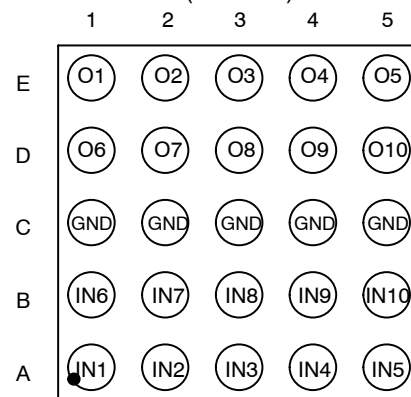 1 2 3 4 5
E O1 O2 O3 O4 O5
D O6 O7 O8 O9 O10
C GND GND GND GND GND
B IN6 IN7 IN8 IN9 IN10
A IN1 IN2 IN3 IN4 IN5